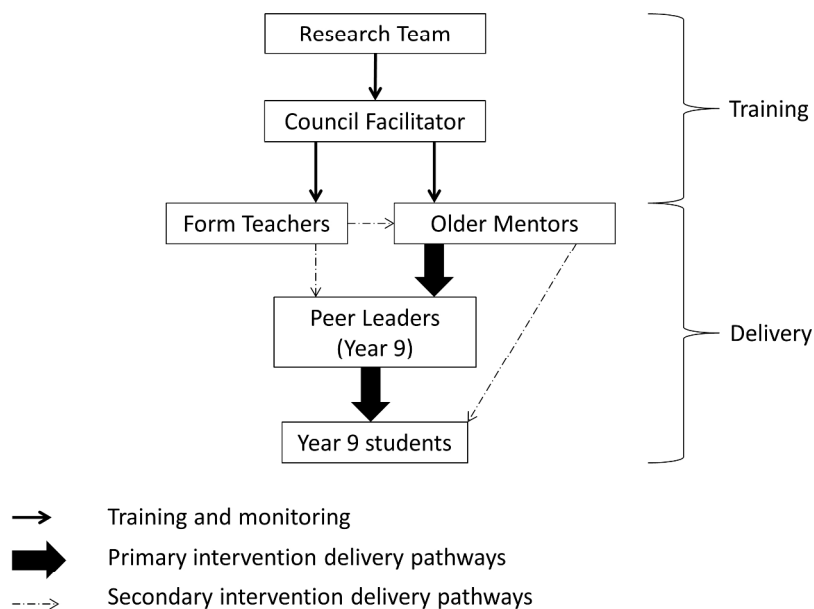 Research Team
Council Facilitator
Training
Form Teachers
Older Mentors
Peer Leaders
(Year 9)
Delivery
Year 9 students
Training and monitoring
Primary intervention delivery pathways
Secondary intervention delivery pathways